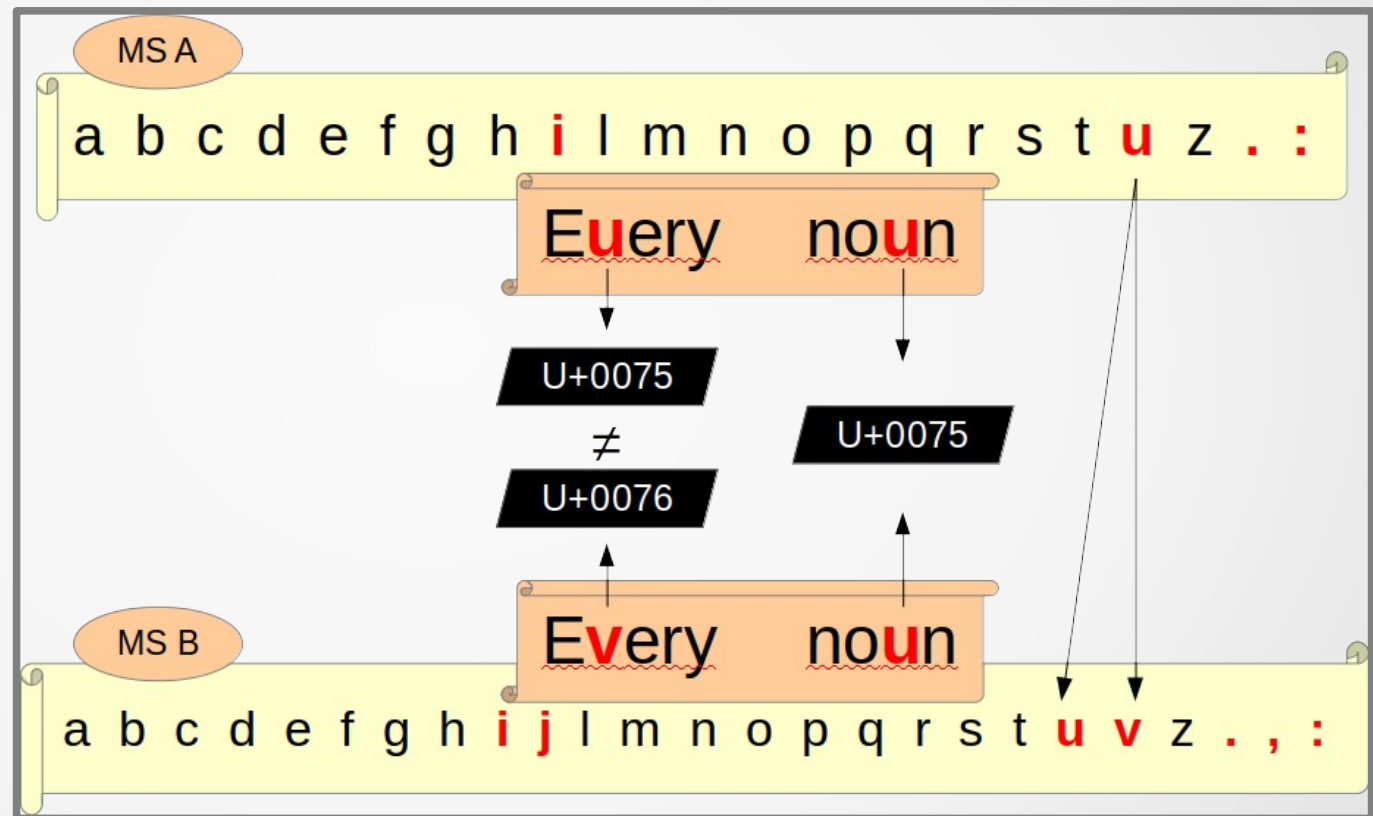 MS A
a b c d e f g h i l m n o p q r s t u z . :
Euery noun
U+0075
≠
U+0076
U+0075
Every noun
MS B
a b c d e f g h i j l m n o p q r s t u v z . , :